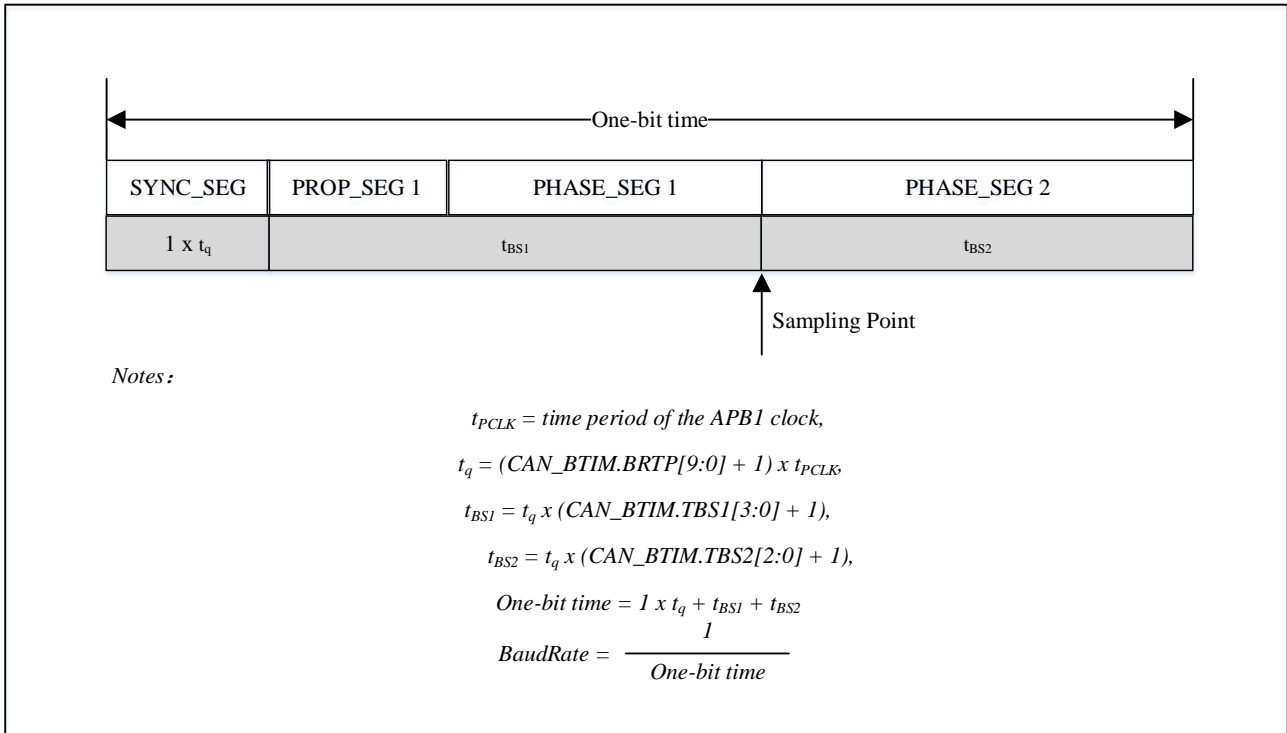 One-bit time
SYNC_SEG PROP_SEG 1 PHASE_SEG 1 PHASE_SEG 2
1 x tq tBS1 tBS2
Sampling Point
Notes：
tPCLK = time period of the APB1 clock,
tq = (CAN_BTIM.BRTP[9:0] + 1) x tPCLK,
tBS1 = tq x (CAN_BTIM.TBS1[3:0] + 1),
tBS2 = tq x (CAN_BTIM.TBS2[2:0] + 1),
One-bit time = 1 x tq + tBS1 + tBS2
1
BaudRate =
One-bit time